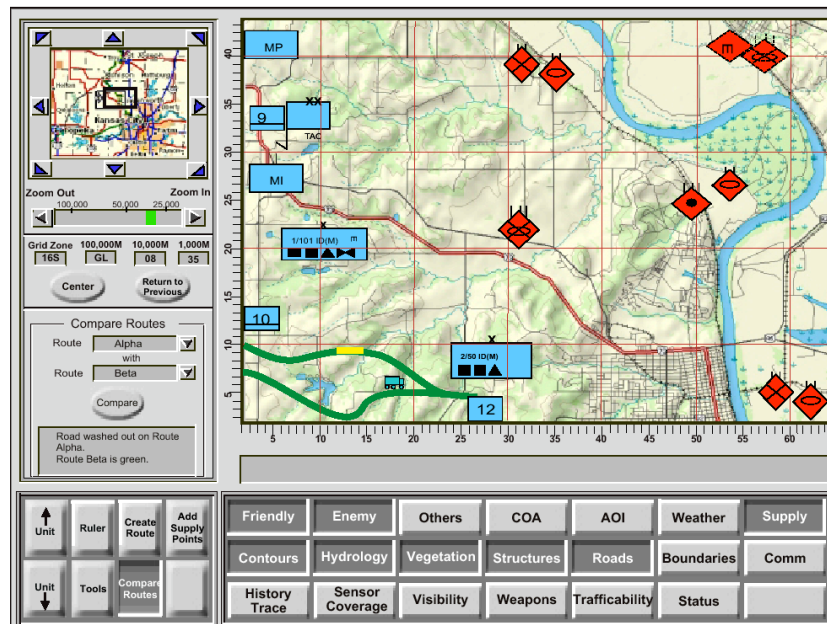 Zoom Out
Zoom In
100,000 50,000 25,000
Grid Zone 100,000M 10,000M 1,000M
16S GL 08 35
Center
Return to
Previous
Compare Routes
Route Alpha
with
Route Beta
Compare
Road washed out on Route
Alpha.
Route Beta is green.
MP
XX
9
TAC
MI
X
1/101 ID(M) m
10
X
2/50 ID(M)
12
m
40
35
30
25
20
15
10
5
5 10 15 20 25 30 35 40 45 50 55 60
Unit
Ruler
Create
Route
Add
Supply
Points
Unit
Tools
Compare
Routes
Friendly Enemy Others COA AOI Weather Supply
Contours Hydrology Vegetation Structures Roads Boundaries Comm
History
Trace
Sensor
Coverage
Visibility Weapons Trafficability Status